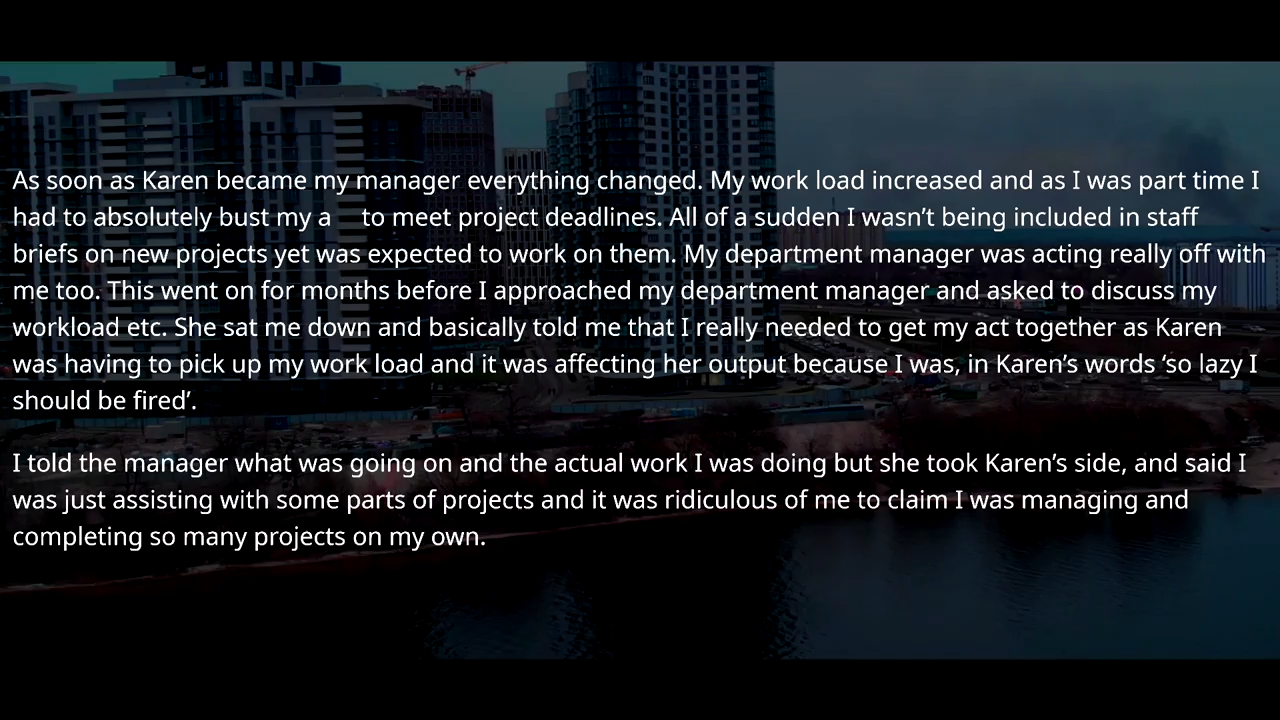 As soon as Karen became my manager everything changed. My work load increased and as I was part time I
had to absolutely bust my a to meet project deadlines. All of a sudden I wasn’t being included in staff
briefs on new projects yet was expected to work on them. My department manager was acting really off with
me too. This went on for months before I approached my department manager and asked to discuss my
workload etc. She sat me down and basically told me that I really needed to get my act together as Karen
was having to pick up my work load and it was affecting her output because I was, in Karen’s words ‘so lazy I
should be fired’.
I told the manager what was going on and the actual work I was doing but she took Karen’s side, and said I
was just assisting with some parts of projects and it was ridiculous of me to claim I was managing and
completing so many projects on my own.